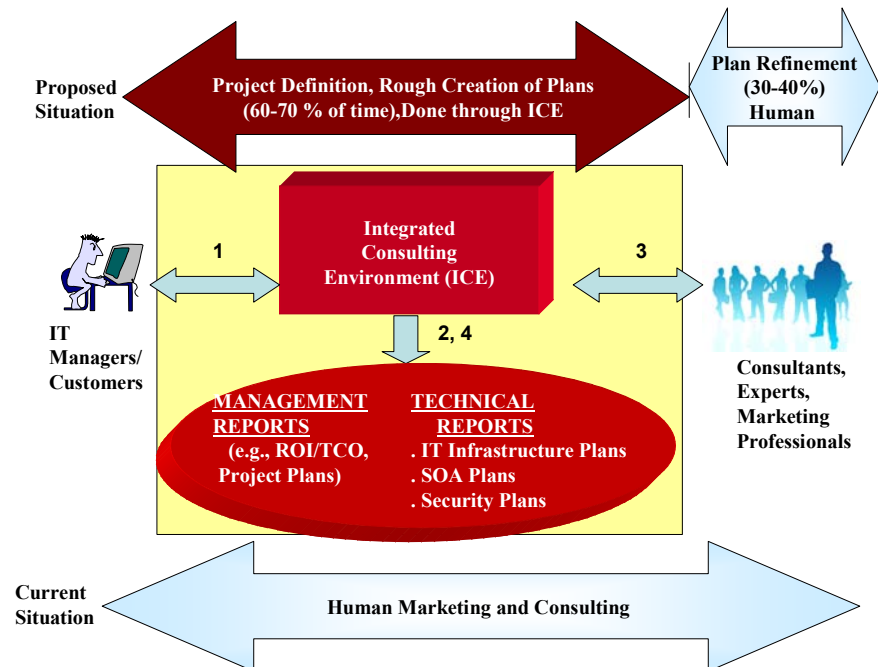 Proposed
Situation
Project Definition, Rough Creation of Plans
(60-70 % of time),Done through ICE
Plan Refinement
(30-40%)
Human
Integrated
Consulting
Environment (ICE)
1
3
2, 4
IT
Managers/
Customers
Consultants,
Experts,
Marketing
Professionals
MANAGEMENT
REPORTS
(e.g., ROI/TCO,
Project Plans)
TECHNICAL
REPORTS
. IT Infrastructure Plans
. SOA Plans
. Security Plans
Current
Situation
Human Marketing and Consulting